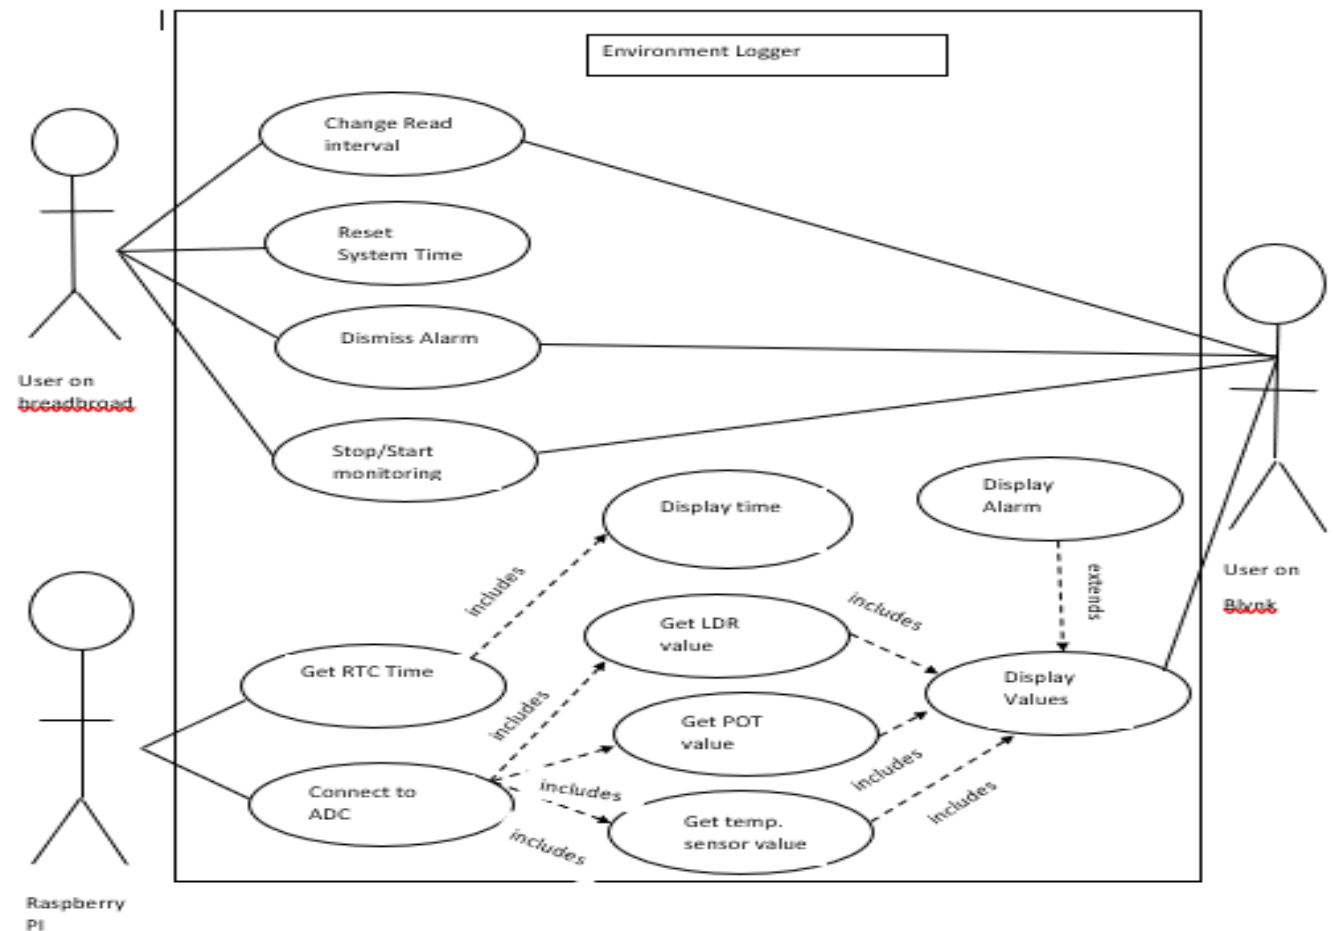 Environment Logger
Change Read
interval
Reset
System Time
Dismiss Alarm
Stop/Start
monitoring
User on
breadbroad
User on
Blynk
Display time
Display
Alarm
includes
extends
includes
Get LDR
value
Get RTC Time
Display
Values
includes
Get POT
value
includes
includes
Connect to
ADC
includes
Get temp.
sensor value
includes
Raspberry
PI